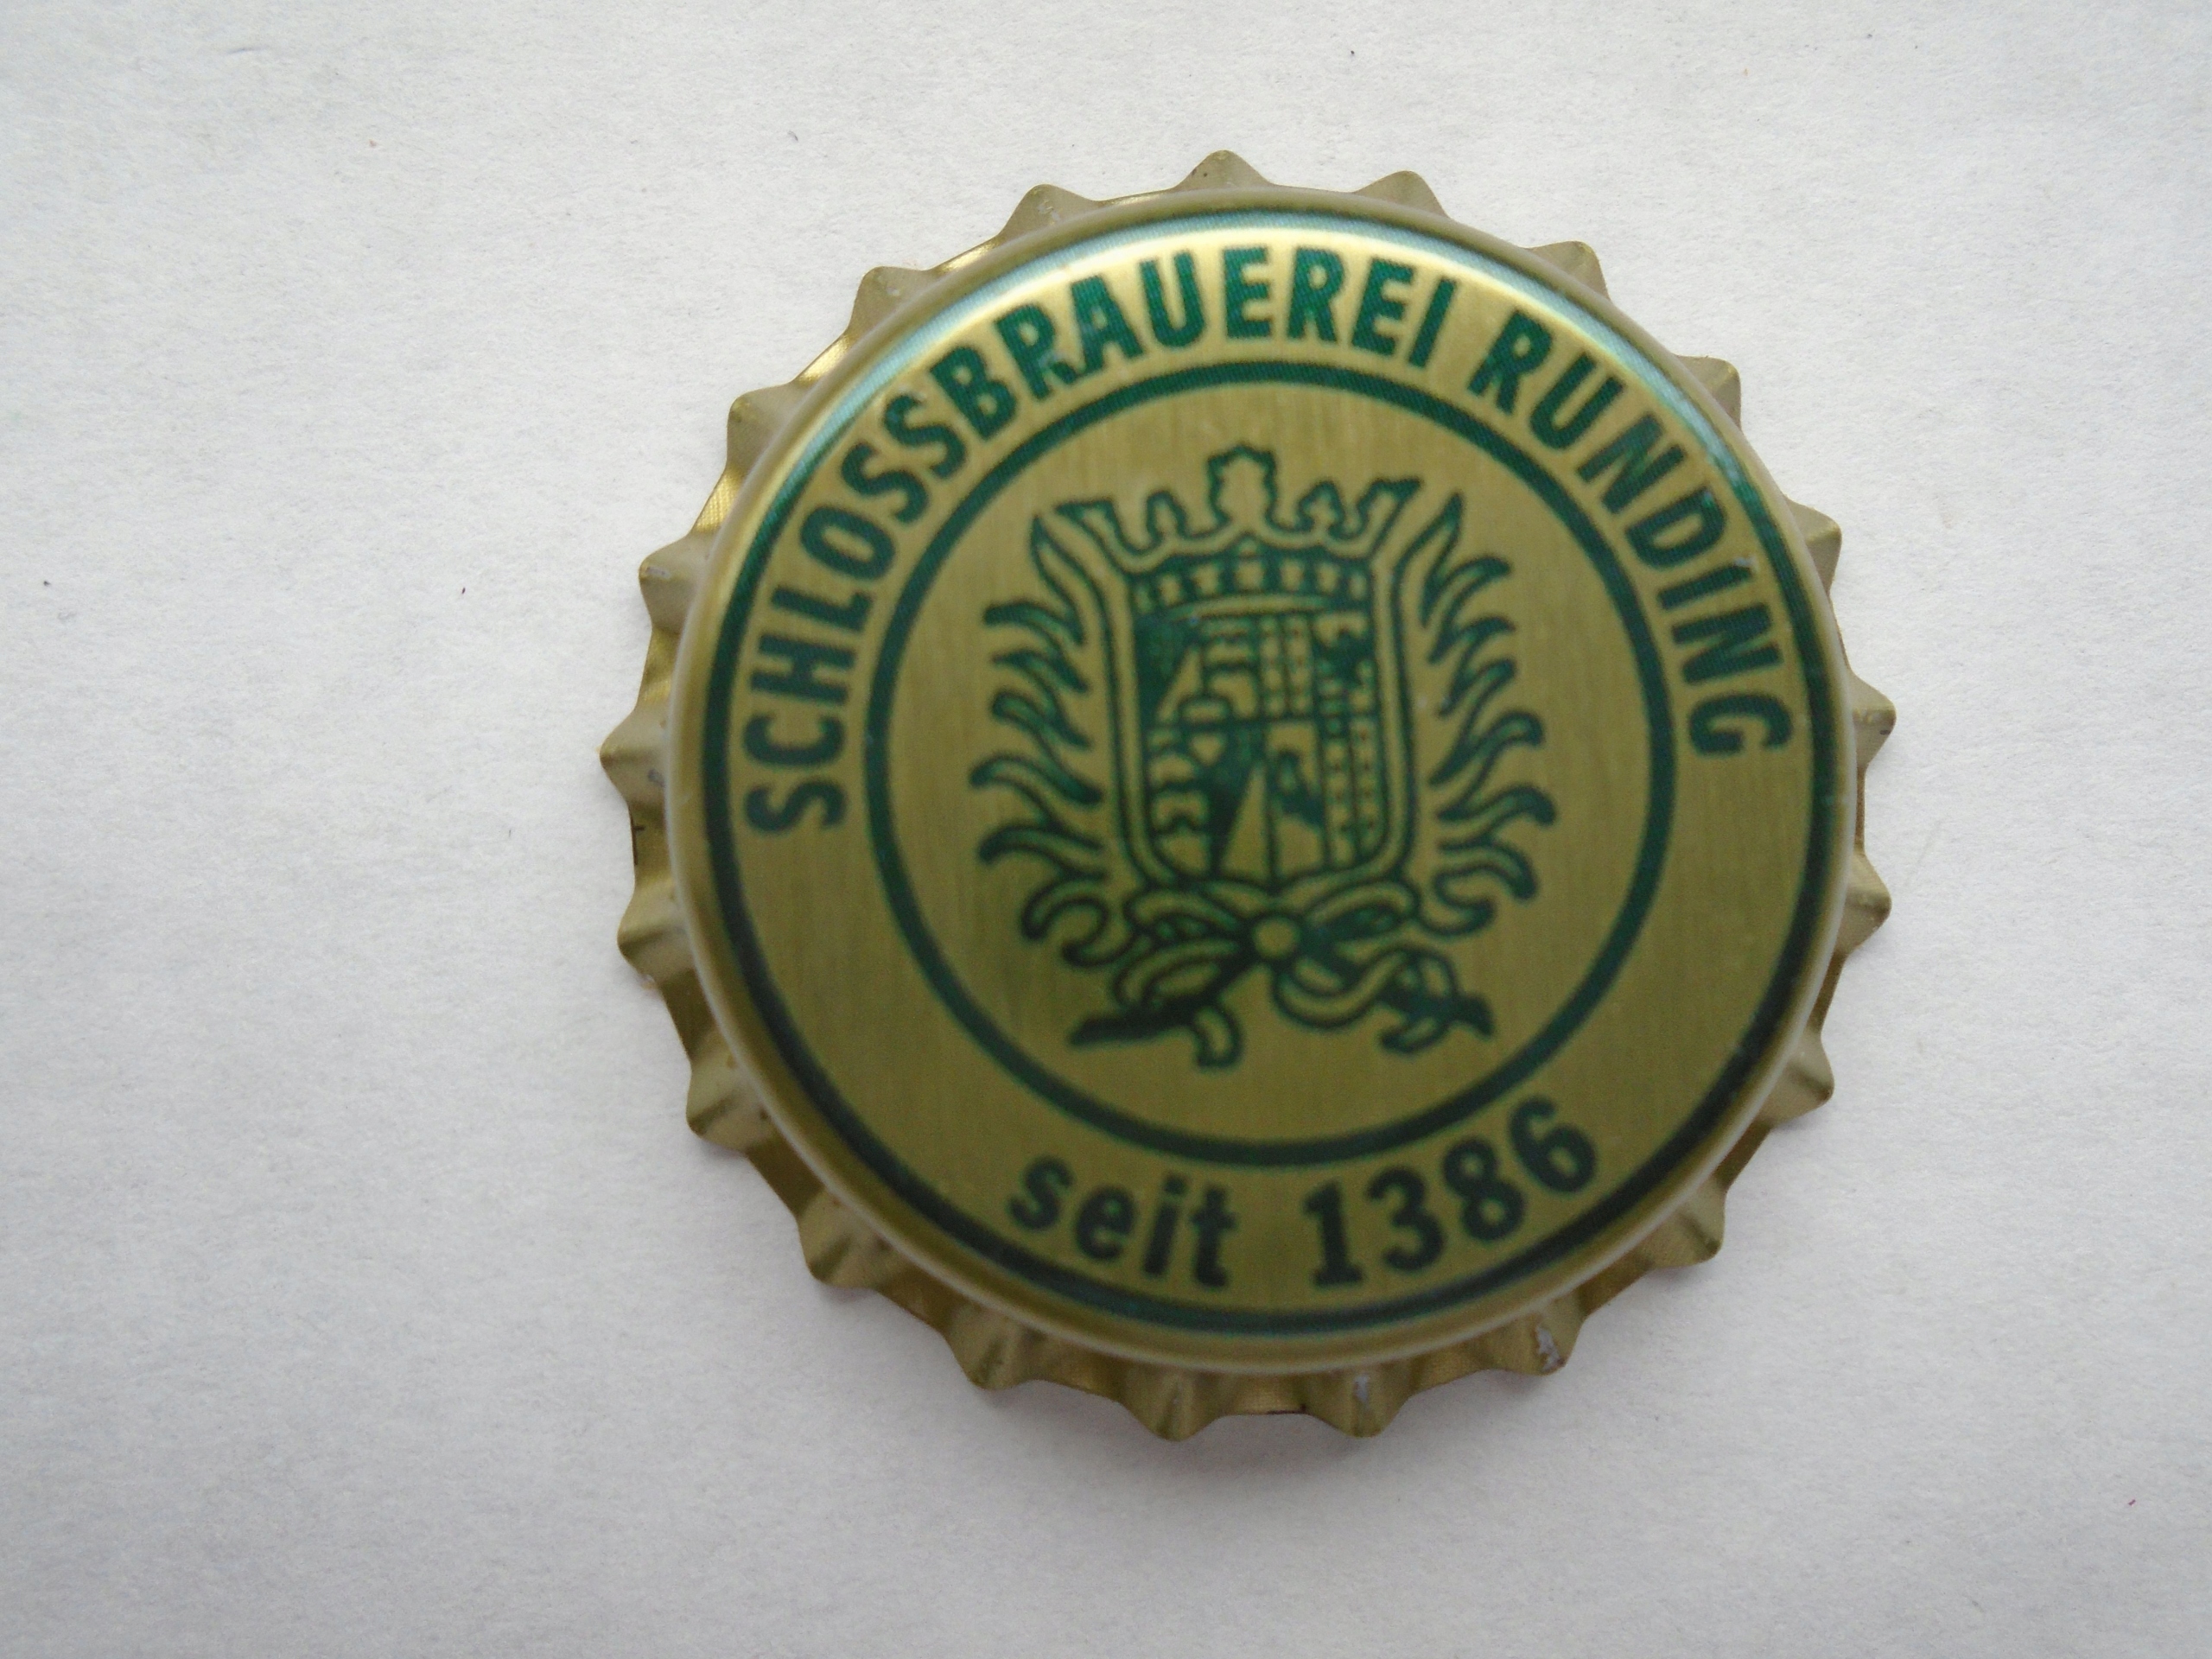 SCHLOSSBRAUEREI RUNDING
seit 1386